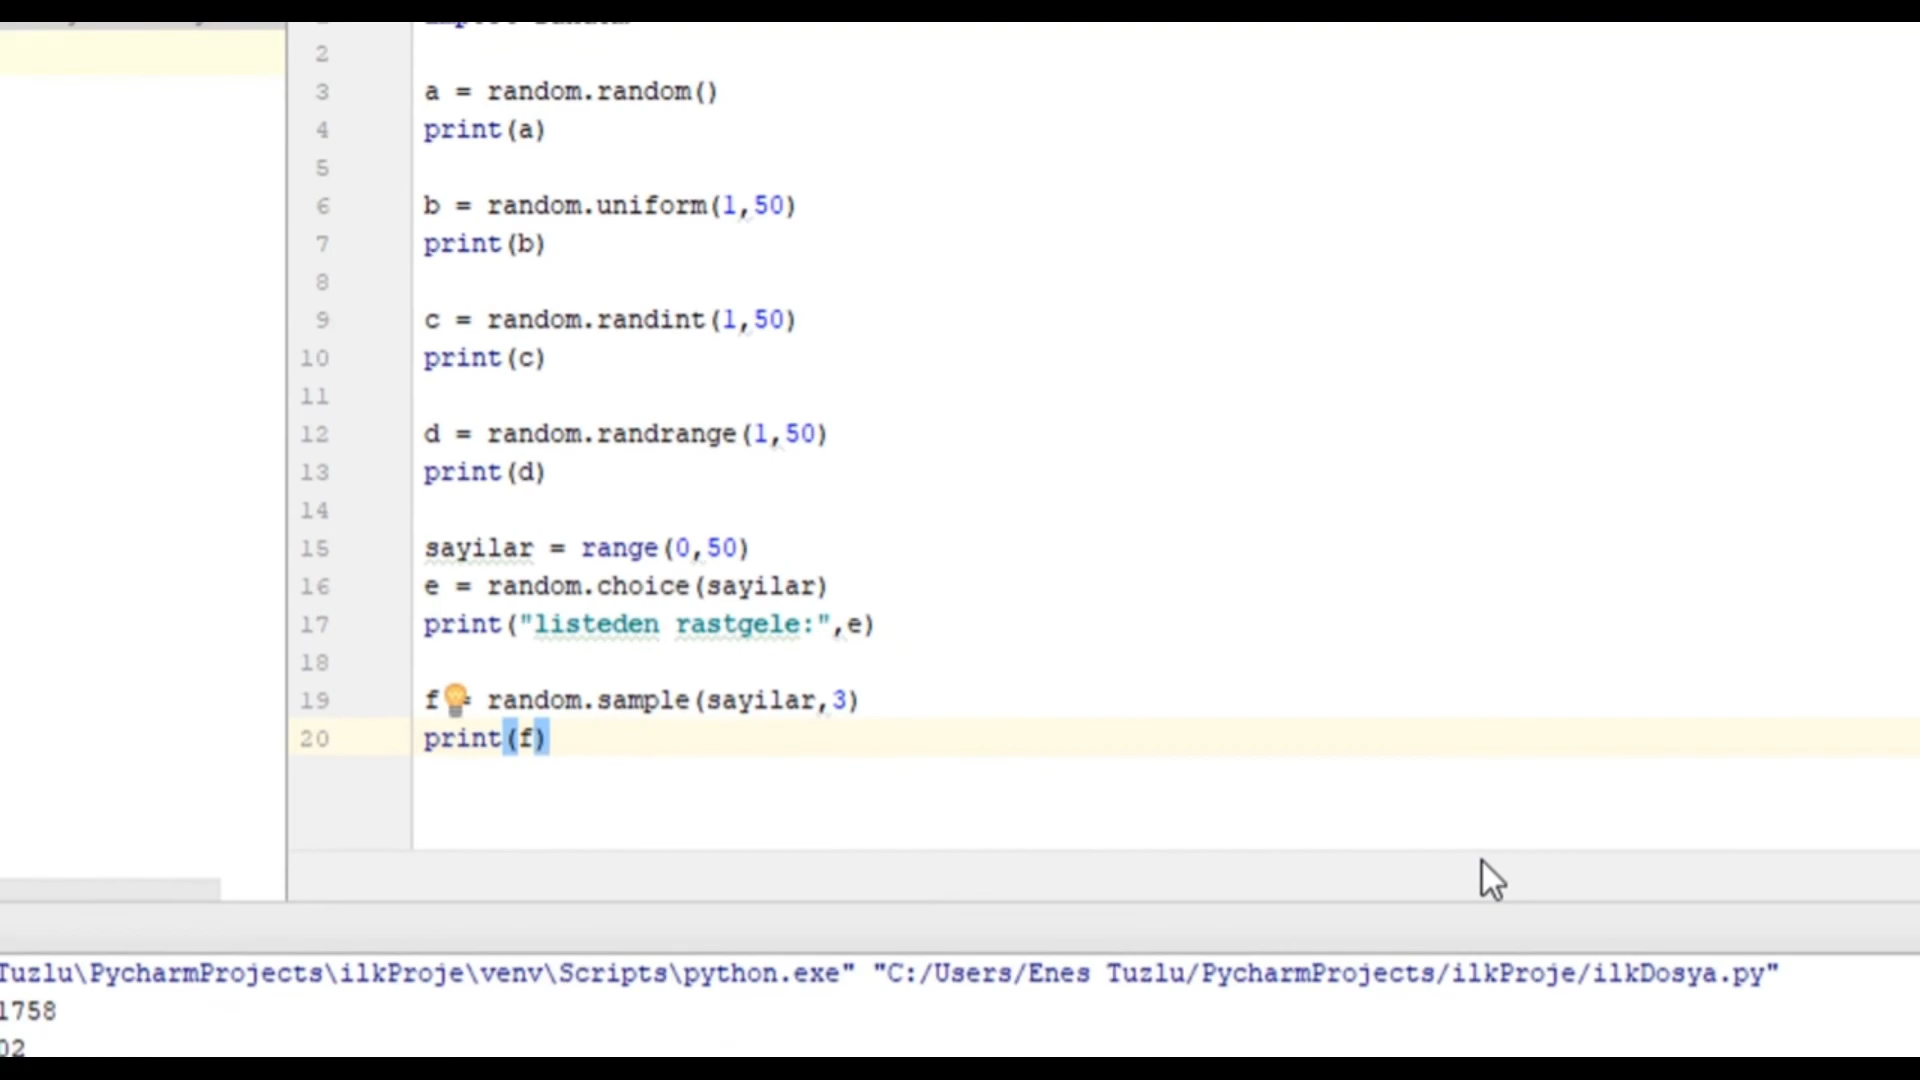 2
3 a = random.random()
4 print(a)
5
6 b = random.uniform(1,50)
7 print(b)
8
9 c = random.randint(1,50)
10 print(c)
11
12 d = random.randrange(1,50)
13 print(d)
14
15 sayilar = range(0,50)
16 e = random.choice(sayilar)
17 print("listeden rastgele:",e)
18
19 f = random.sample(sayilar,3)
20 print(f)
Tuzlu\PycharmProjects\ilkProje\venv\Scripts\python.exe" "C:/Users/Enes Tuzlu/PycharmProjects/ilkProje/ilkDosya.py"
1758
02